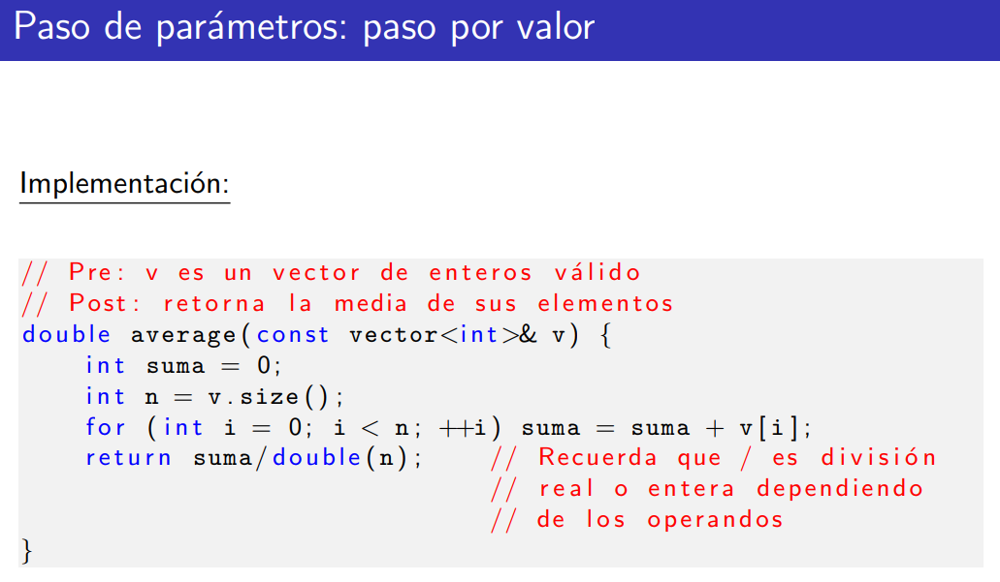 Paso de parámetros: paso por valor
Implementación:
// Pre: v es un vector de enteros válido
// Post: retorna la media de sus elementos
double average(const vector<int>& v) {
    int suma = 0;
    int n = v.size();
    for (int i = 0; i < n; ++i) suma = suma + v[i];
    return suma/double(n);    // Recuerda que / es división
                              // real o entera dependiendo
                              // de los operandos
}